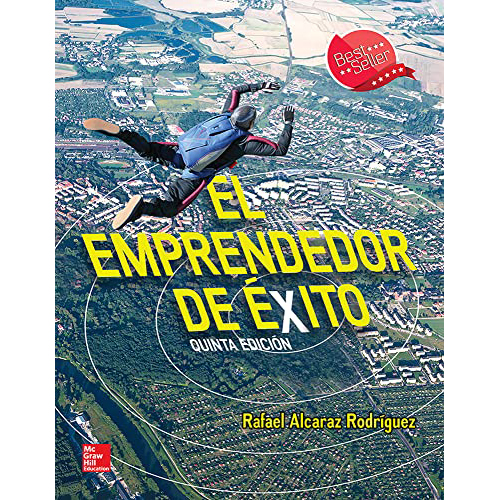 Best
Seller
EL
EMPRENDEDOR
DE ÉXITO
QUINTA EDICIÓN
Rafael Alcaraz Rodríguez
Mc
Graw
Hill
Education